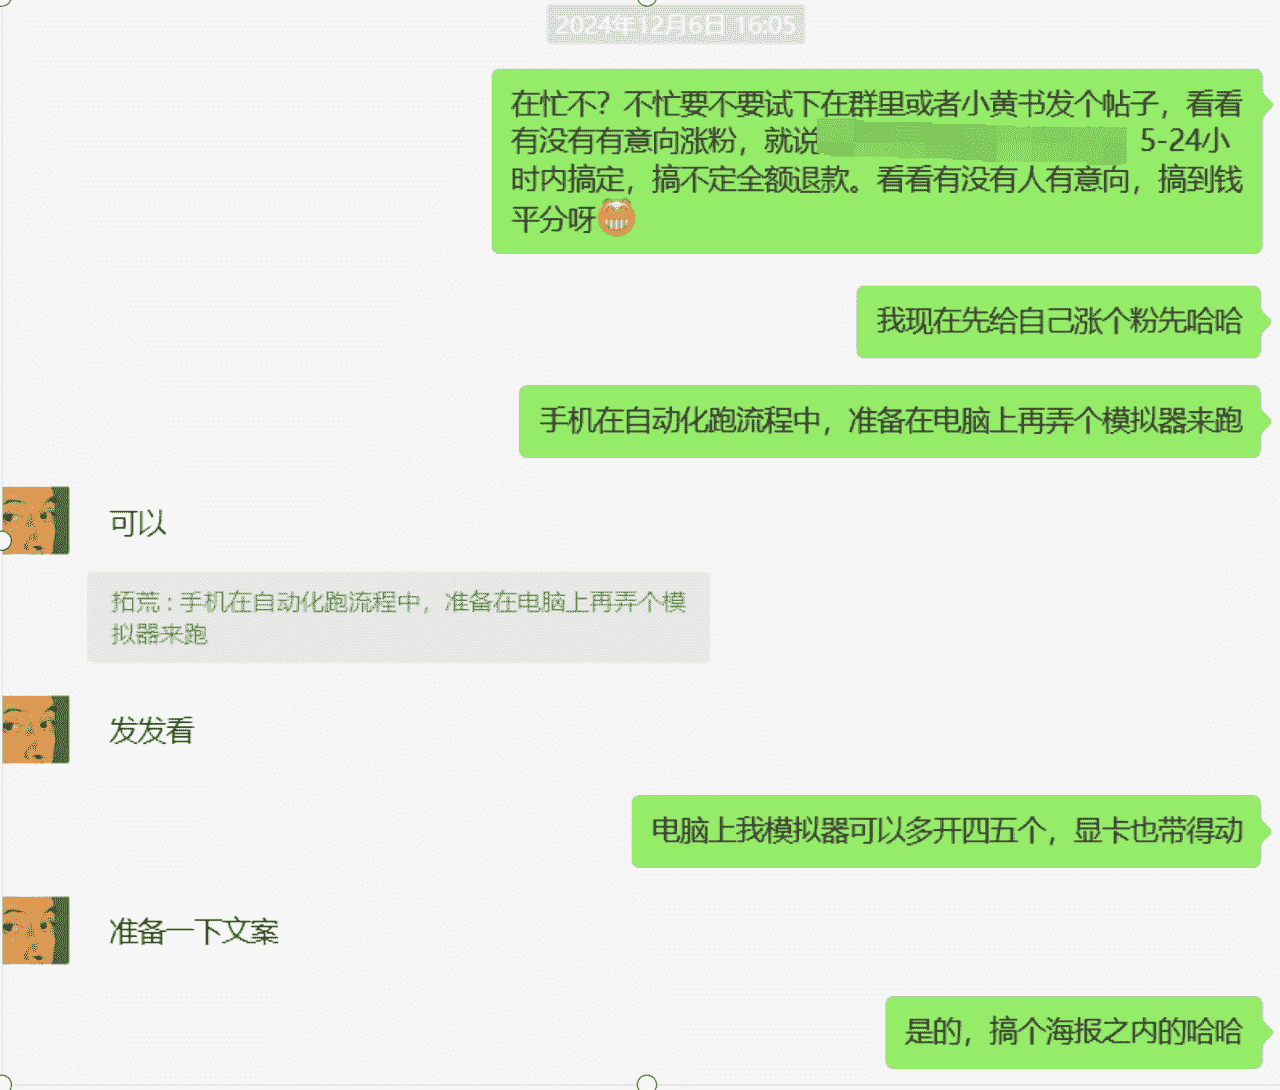 2024年12月6日 16:05
在忙不？不忙要不要试下在群里或者小黄书发个帖子，看看
有没有有意向涨粉，就说 5-24小
时内搞定，搞不定全额退款。看看有没有人有意向，搞到钱
平分呀
我现在先给自己涨个粉先哈哈
手机在自动化跑流程中，准备在电脑上再弄个模拟器来跑
可以
拓荒：手机在自动化跑流程中，准备在电脑上再弄个模
拟器来跑
发发看
电脑上我模拟器可以多开四五个，显卡也带得动
准备一下文案
是的，搞个海报之内的哈哈